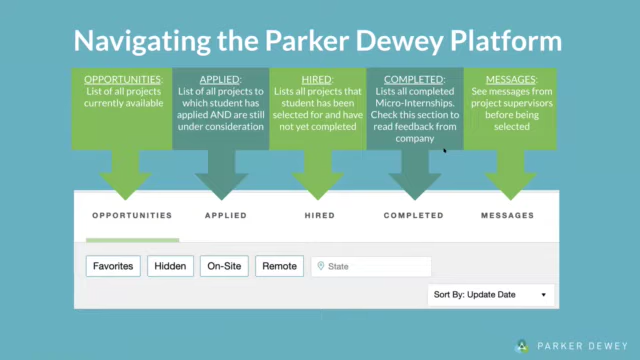 Navigating the Parker Dewey Platform
OPPORTUNITIES:
List of all projects
currently available
APPLIED:
List of all projects to
which student has
applied AND are still
under consideration
HIRED:
Lists all projects that
student has been
selected for and have
not yet completed
COMPLETED:
Lists all completed
Micro-Internships.
Check this section to
read feedback from
company
MESSAGES:
See messages from
project supervisors
before being
selected
OPPORTUNITIES
APPLIED
HIRED
COMPLETED
MESSAGES
Favorites
Hidden
On-Site
Remote
State
Sort By: Update Date
PARKER DEWEY